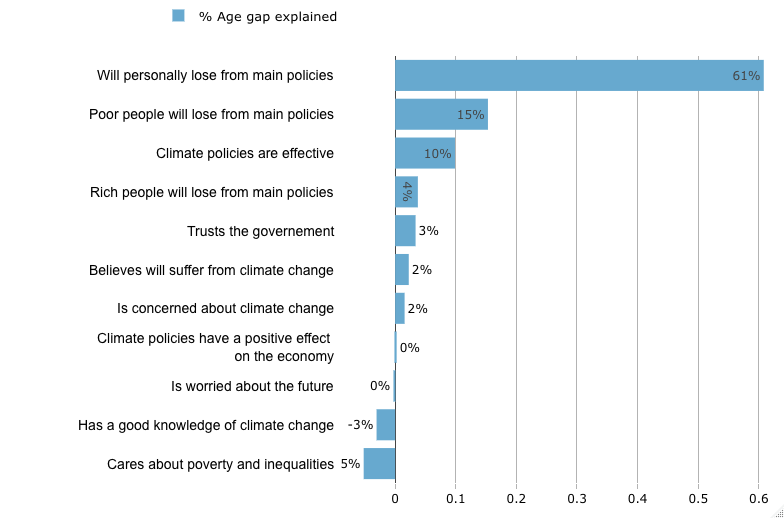 % Age gap explained
Will personally lose from main policies
61%
Poor people will lose from main policies
15%
Climate policies are effective
10%
Rich people will lose from main policies
4%
Trusts the governement
3%
Believes will suffer from climate change
2%
Is concerned about climate change
2%
Climate policies have a positive effect
on the economy
0%
Is worried about the future
0%
Has a good knowledge of climate change
-3%
Cares about poverty and inequalities
5%
0 0.1 0.2 0.3 0.4 0.5 0.6